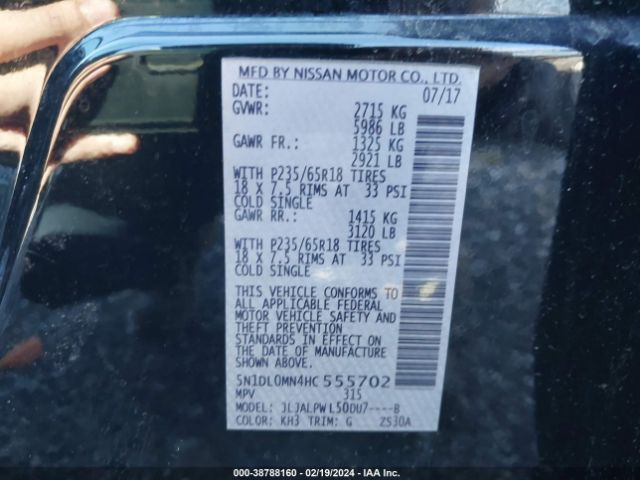 MFD BY NISSAN MOTOR CO., LTD.
DATE: 07/17
GVWR: 2715 KG
5986 LB
GAWR FR.: 1325 KG
2921 LB
WITH P235/65R18 TIRES
18 X 7.5 RIMS AT 33 PSI
COLD SINGLE
GAWR RR.: 1415 KG
3120 LB
WITH P235/65R18 TIRES
18 X 7.5 RIMS AT 33 PSI
COLD SINGLE
THIS VEHICLE CONFORMS TO
ALL APPLICABLE FEDERAL
MOTOR VEHICLE SAFETY AND
THEFT PREVENTION
STANDARDS IN EFFECT ON
THE DATE OF MANUFACTURE
SHOWN ABOVE.
5N1DL0MN4HC 555702
MPV 315
MODEL: JLJALPWL50DU7----B
COLOR: KH3 TRIM: G ZS30A
000-38788160 - 02/19/2024 - IAA Inc.